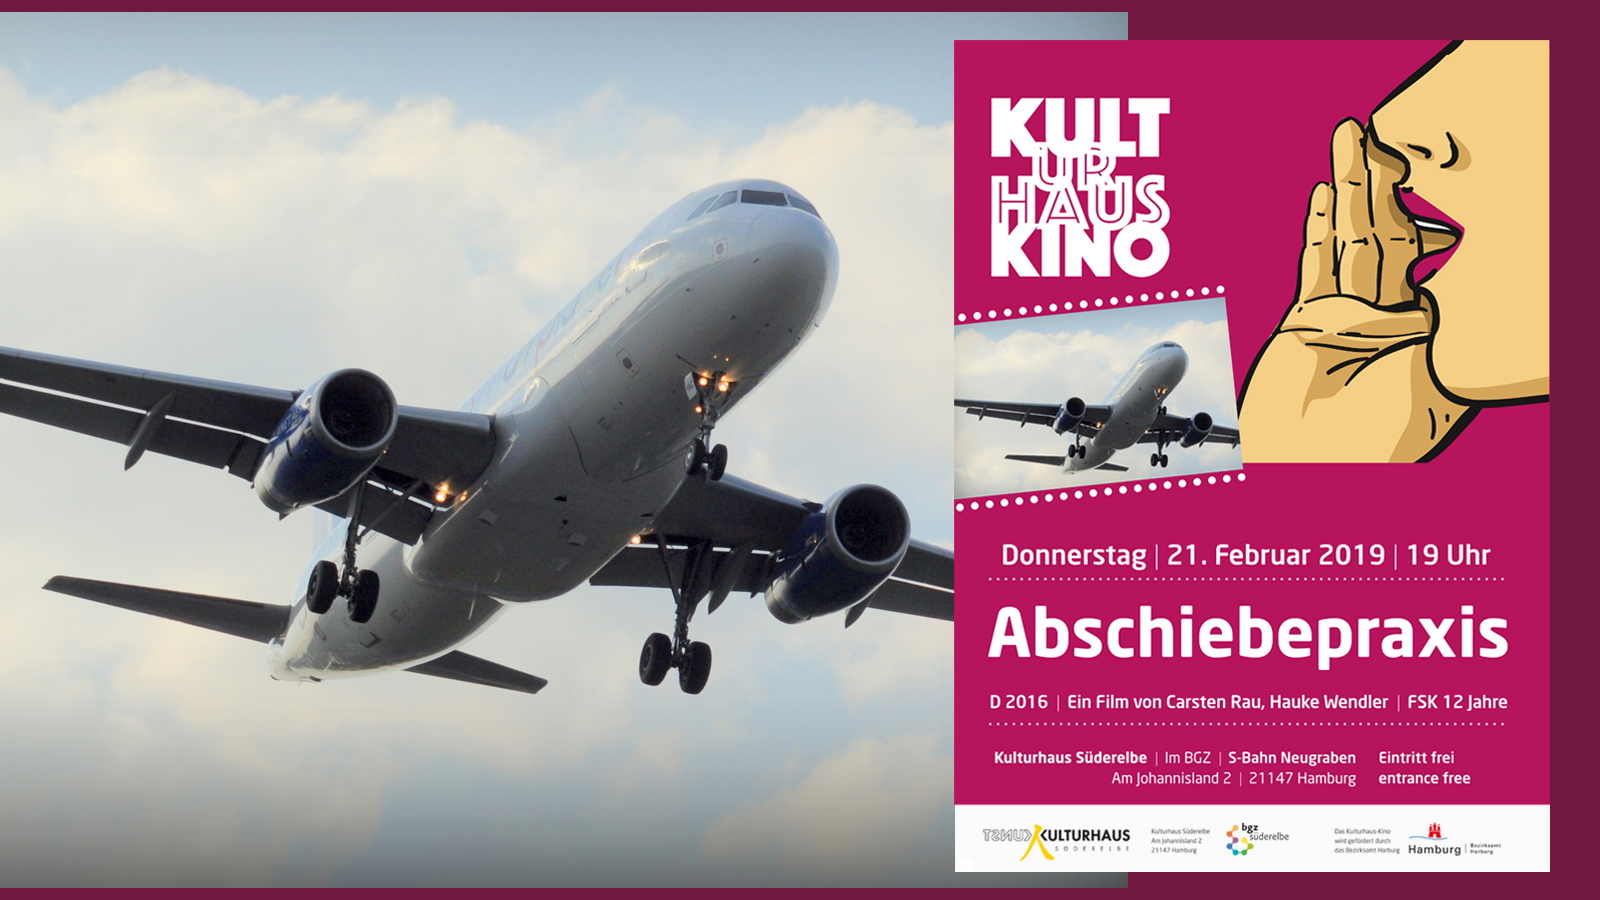 KULT
UR
HAUS
KINO
Donnerstag | 21. Februar 2019 | 19 Uhr
Abschiebepraxis
D 2016 | Ein Film von Carsten Rau, Hauke Wendler | FSK 12 Jahre
Kulturhaus Süderelbe | Im BGZ | S-Bahn Neugraben
Am Johannisland 2 | 21147 Hamburg
Eintritt frei
entrance free
KUNST KULTURHAUS
SÜDERELBE
Kulturhaus Süderelbe
Am Johannisland 2
21147 Hamburg
bgz
süderelbe
Das Kulturhaus-Kino
wird gefördert durch
das Bezirksamt Harburg
Hamburg | Bezirksamt
Harburg